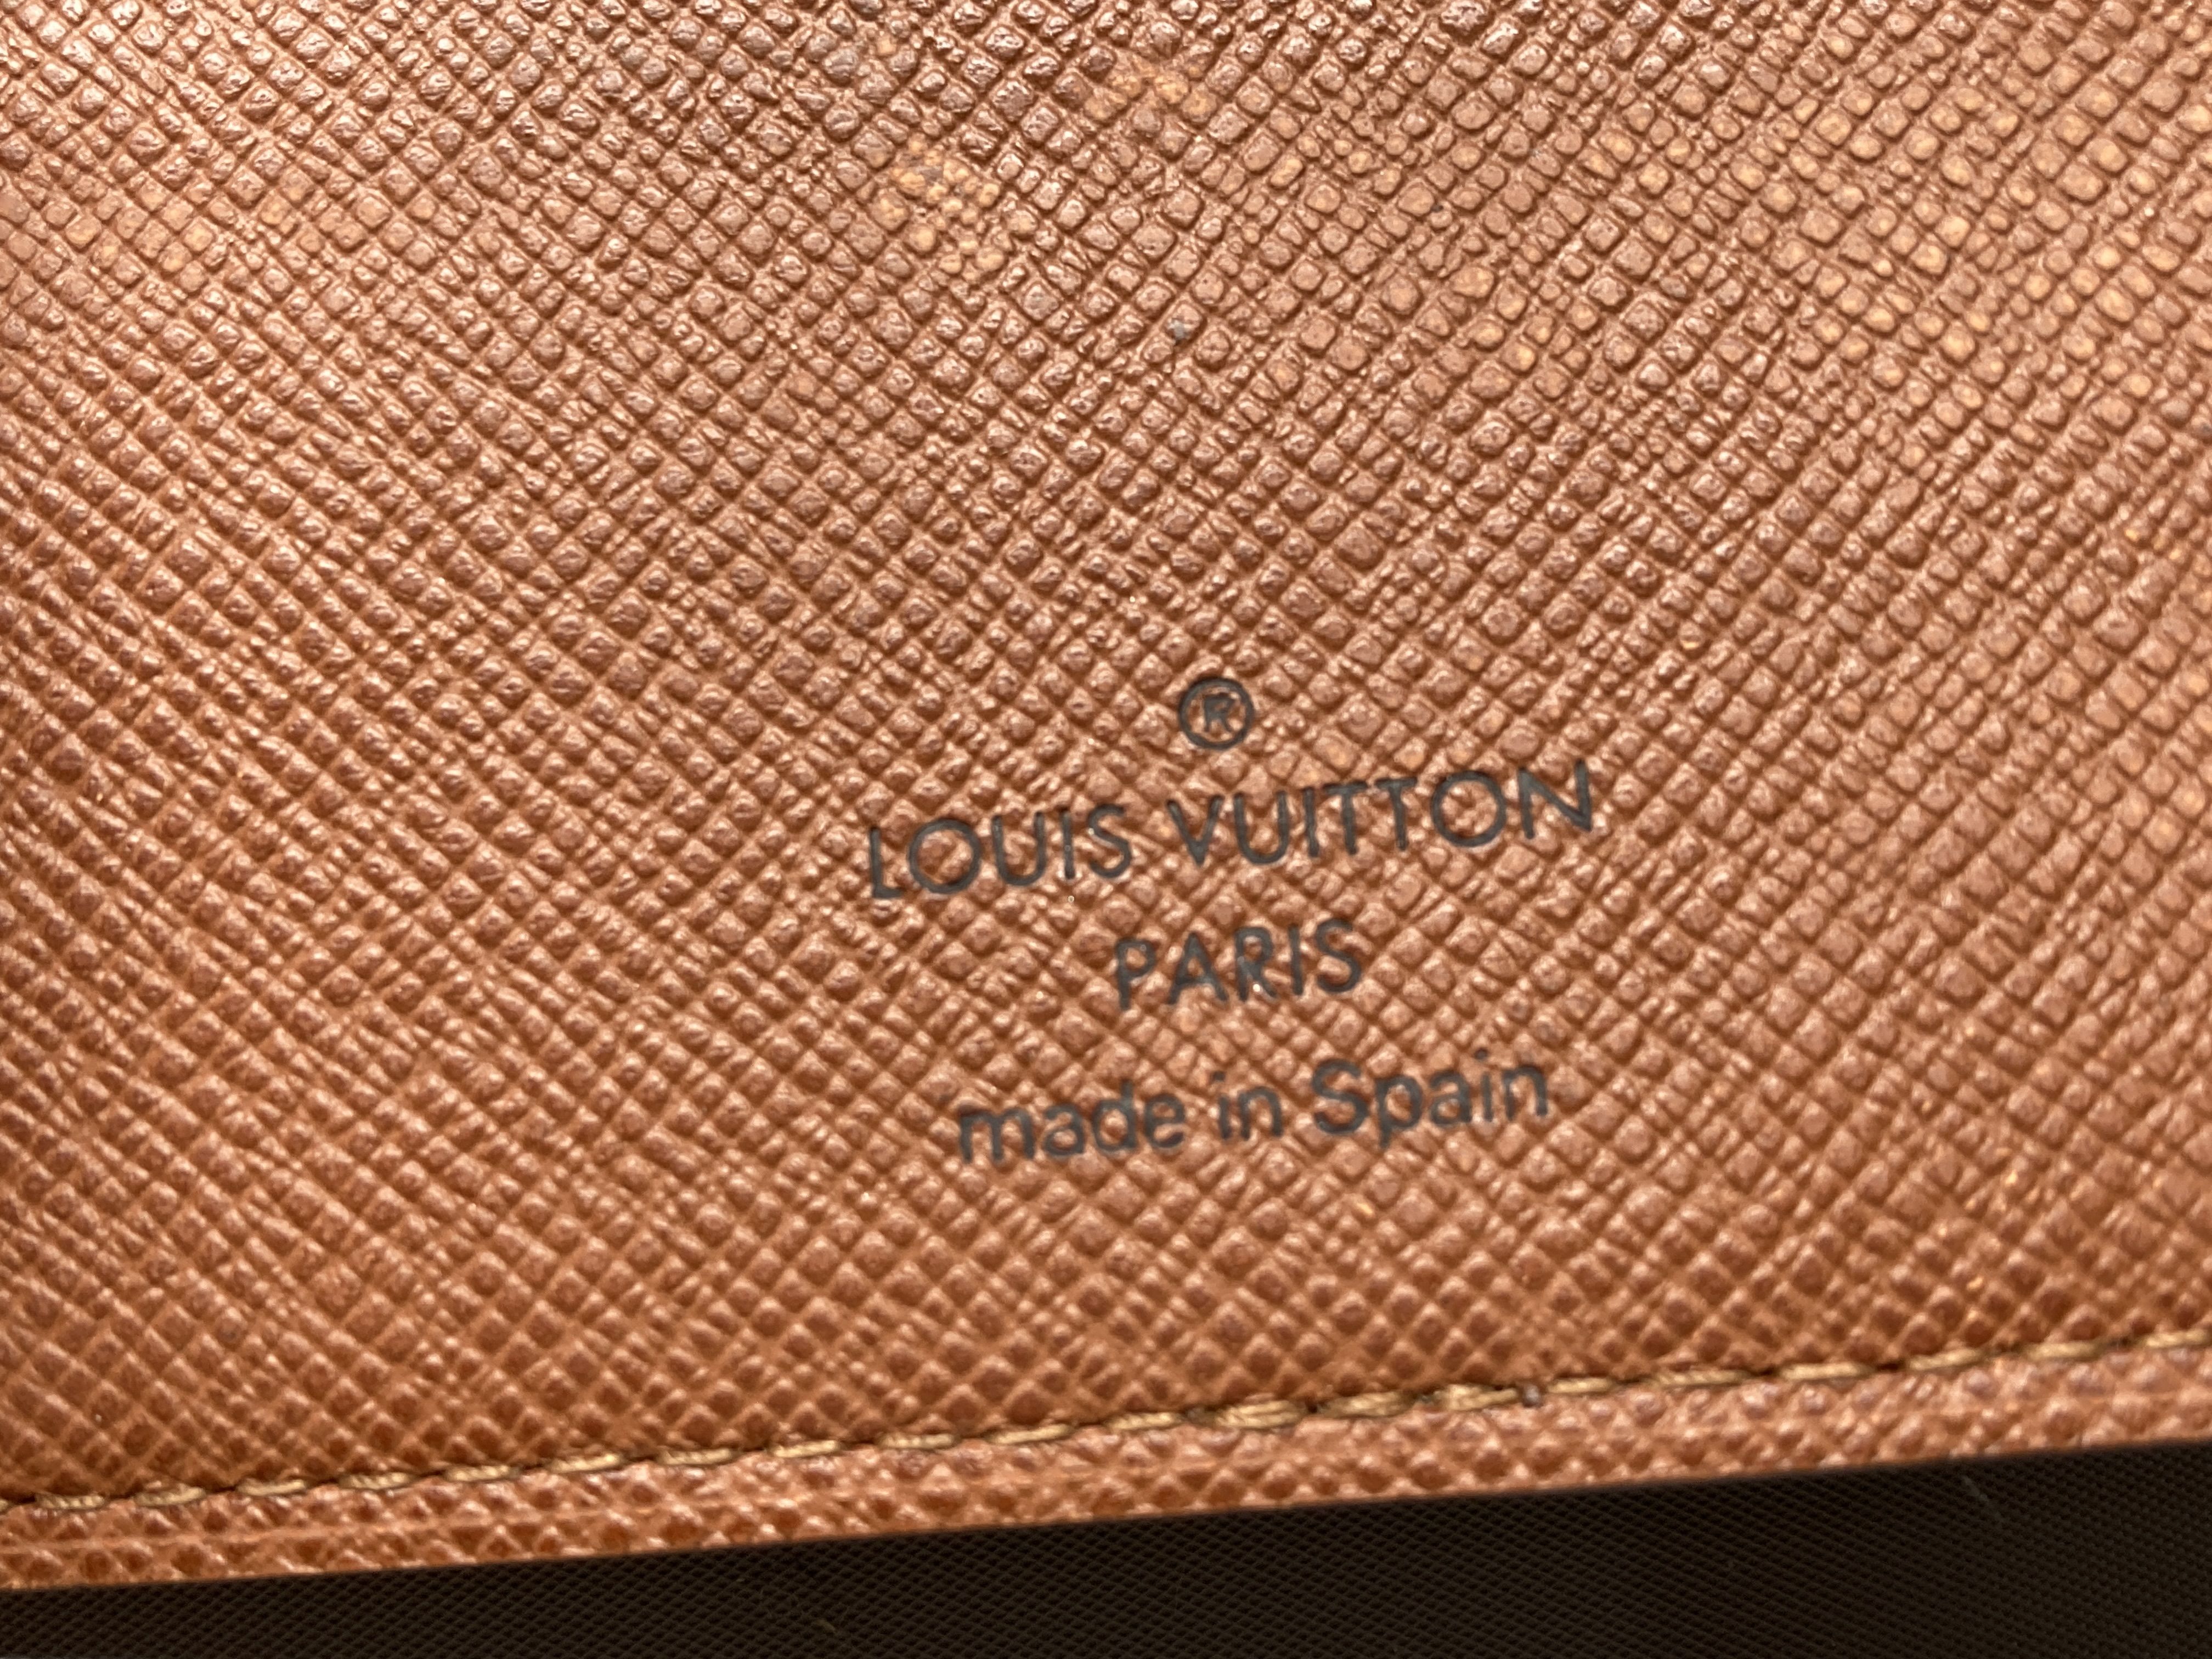 ®
LOUIS VUITTON
PARIS
made in Spain